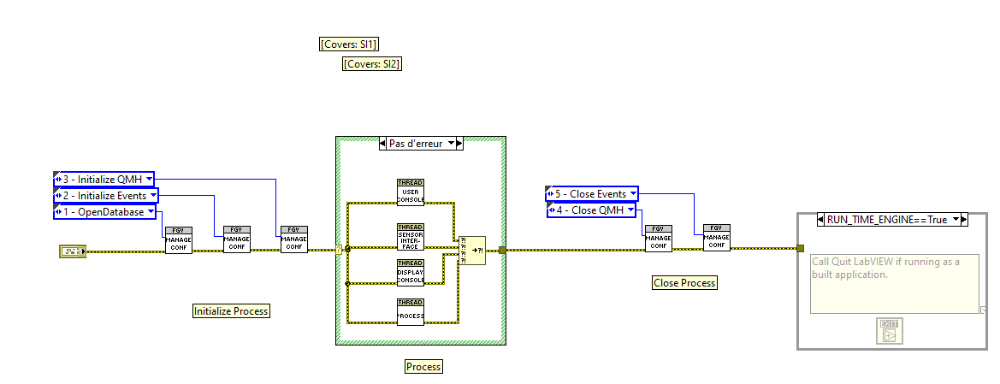 [Covers: SI1]
[Covers: SI2]
Pas d'erreur
3 - Initialize QMH
2 - Initialize Events
1 - OpenDatabase
FGV
MANAGE
CONF
FGV
MANAGE
CONF
FGV
MANAGE
CONF
?
THREAD
USER
CONSOLE
THREAD
SENSOR
INTER-
FACE
THREAD
DISPLAY
CONSOLE
THREAD
PROCESS
?!
?!
?!
?!
?!
5 - Close Events
4 - Close QMH
FGV
MANAGE
CONF
FGV
MANAGE
CONF
RUN_TIME_ENGINE==True
Call Quit LabVIEW if running as a
built application.
EXIT
Initialize Process
Close Process
Process